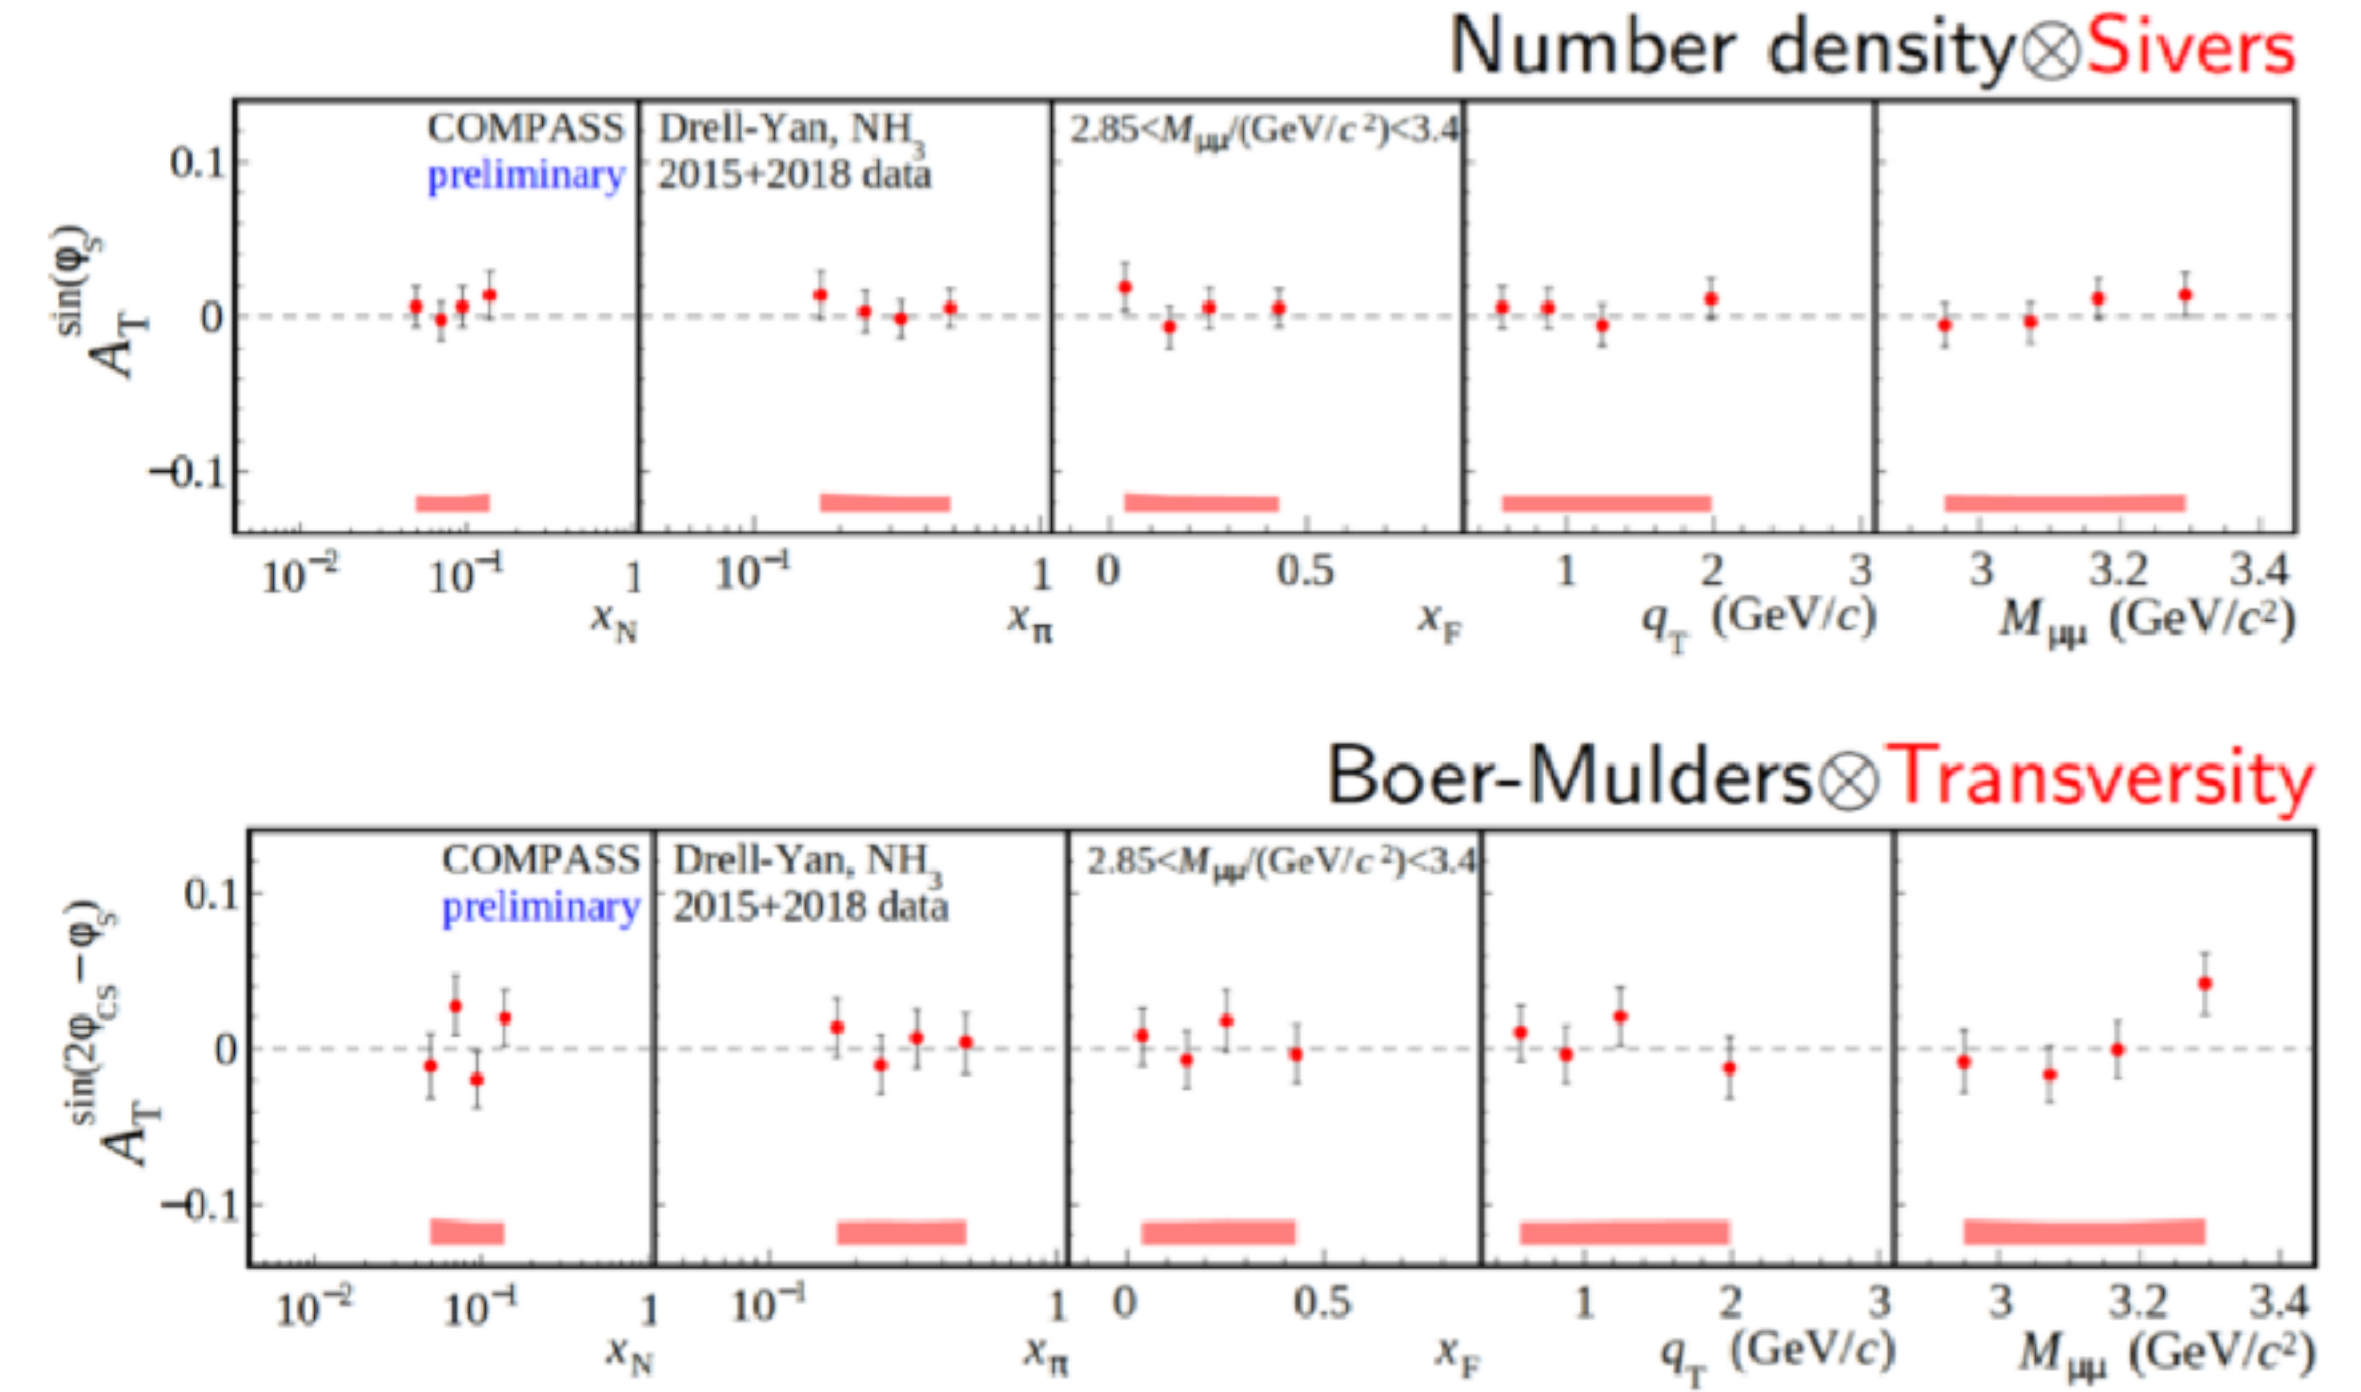 Number density⊗Sivers
COMPASS
preliminary
Drell-Yan, NH3
2015+2018 data
2.85<Mμμ/(GeV/c 2)<3.4
0.1
0
−0.1
A T sin(φS)
10−2 10−1 1
xN
10−1 1
xπ
0 0.5
xF
1 2 3
qT (GeV/c)
3 3.2 3.4
Mμμ (GeV/c2)
Boer-Mulders⊗Transversity
COMPASS
preliminary
Drell-Yan, NH3
2015+2018 data
2.85<Mμμ/(GeV/c 2)<3.4
0.1
0
−0.1
A T sin(2φCS −φS)
10−2 10−1 1
xN
10−1 1
xπ
0 0.5
xF
1 2 3
qT (GeV/c)
3 3.2 3.4
Mμμ (GeV/c2)